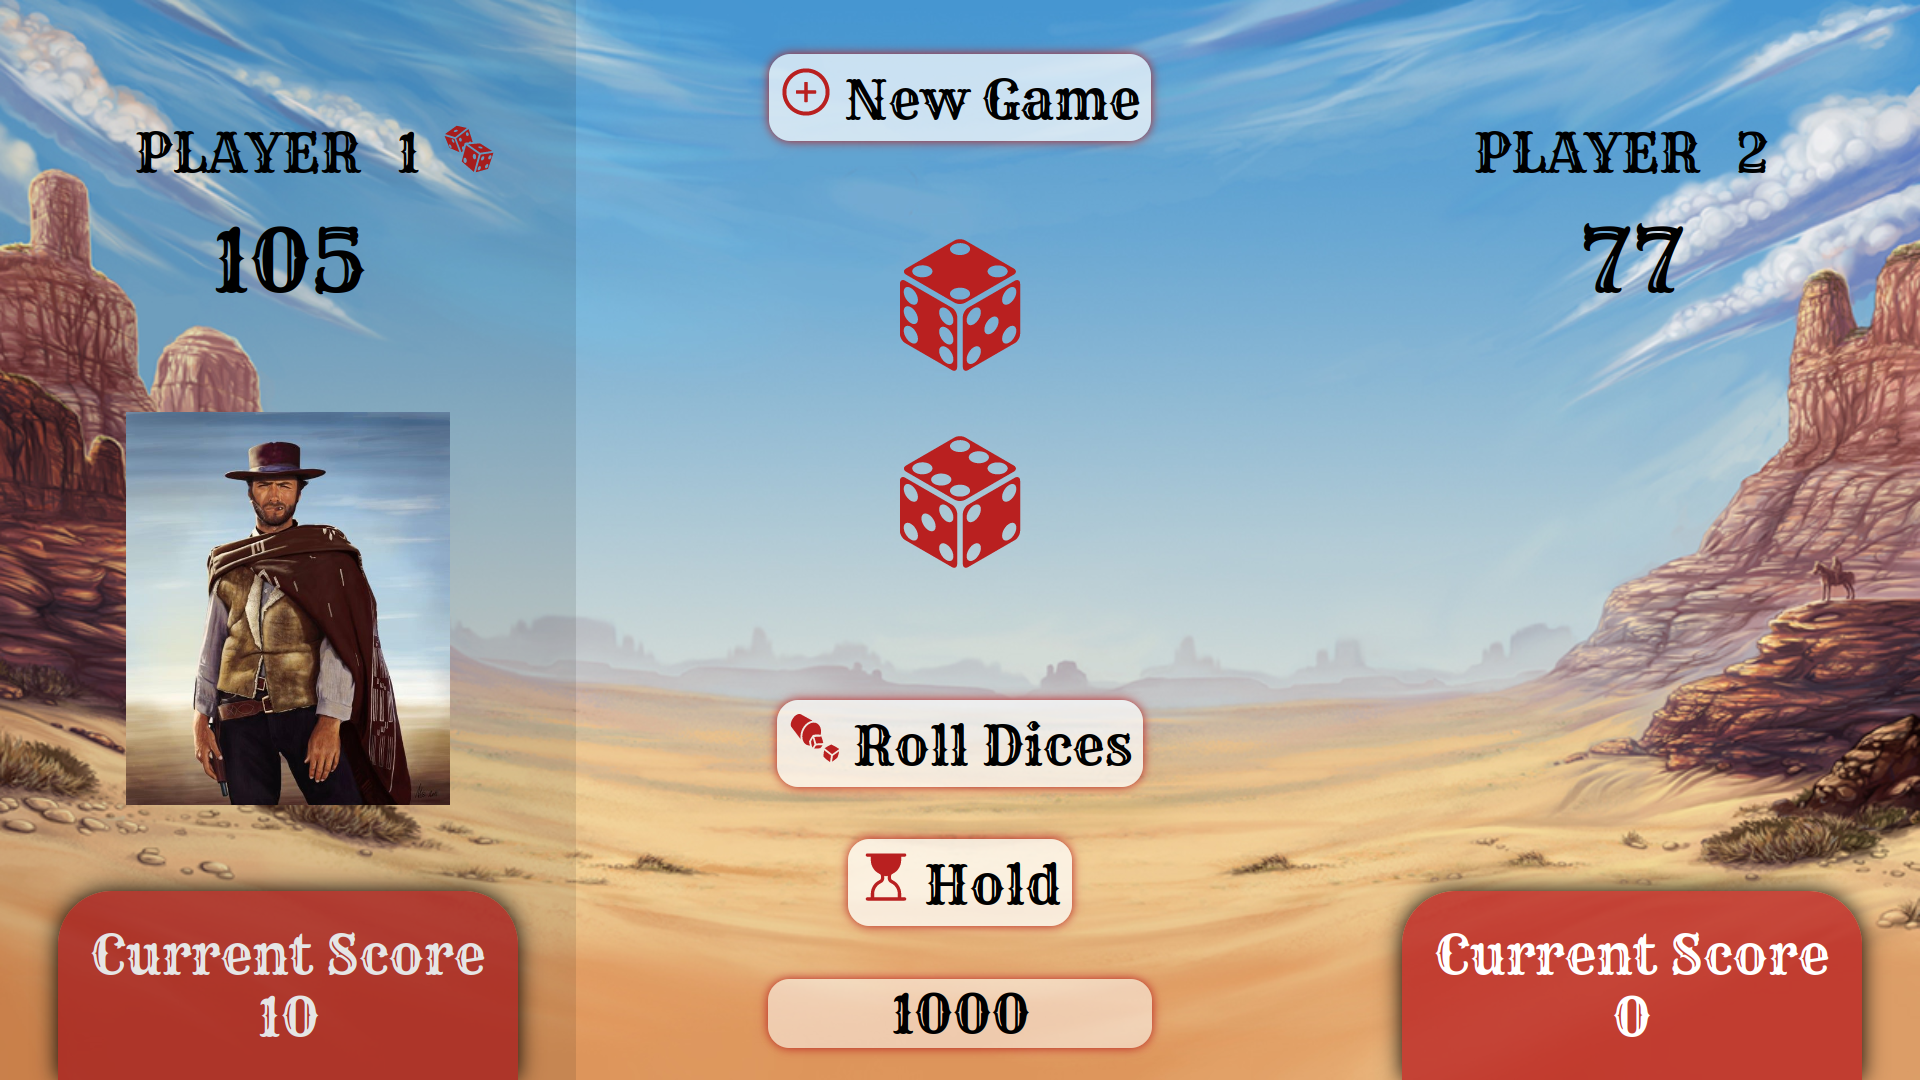 New Game
PLAYER 1
105
PLAYER 2
77
Roll Dices
Hold
1000
Current Score
10
Current Score
0